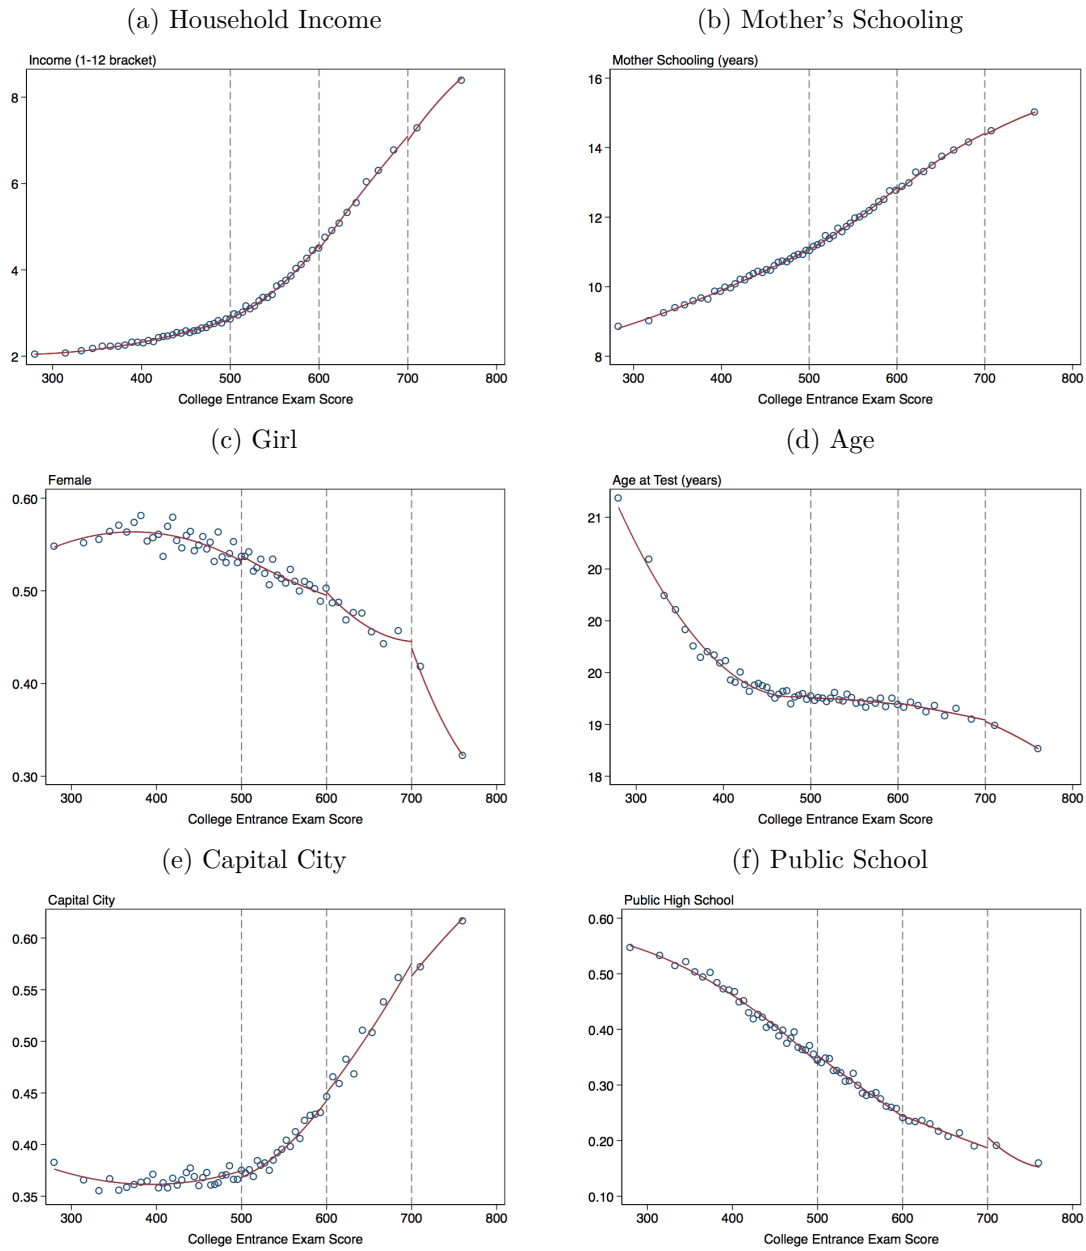 (a) Household Income
Income (1-12 bracket)
8
6
4
2
300 400 500 600 700 800
College Entrance Exam Score
(b) Mother's Schooling
Mother Schooling (years)
16
14
12
10
8
300 400 500 600 700 800
College Entrance Exam Score
(c) Girl
Female
0.60
0.50
0.40
0.30
300 400 500 600 700 800
College Entrance Exam Score
(d) Age
Age at Test (years)
21
20
20
20
19
18
300 400 500 600 700 800
College Entrance Exam Score
(e) Capital City
Capital City
0.60
0.55
0.50
0.45
0.40
0.35
300 400 500 600 700 800
College Entrance Exam Score
(f) Public School
Public High School
0.60
0.50
0.40
0.30
0.20
0.10
300 400 500 600 700 800
College Entrance Exam Score